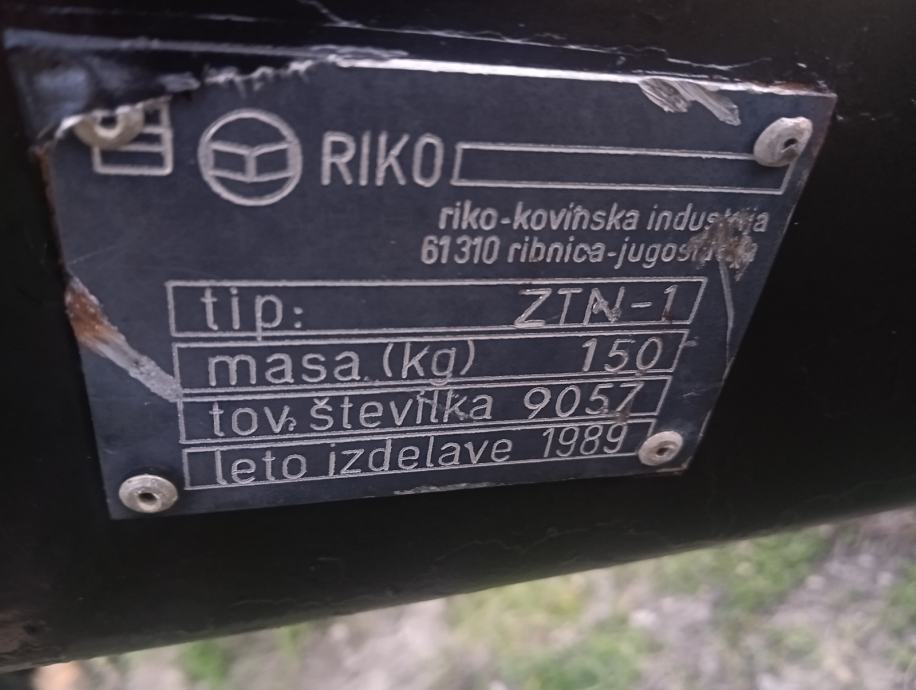 RIKO
riko-kovinska industrija
61310 ribnica-jugoslavija
tip: ZTN-1
masa (kg) 150
tov. številka 9057
leto izdelave 1989